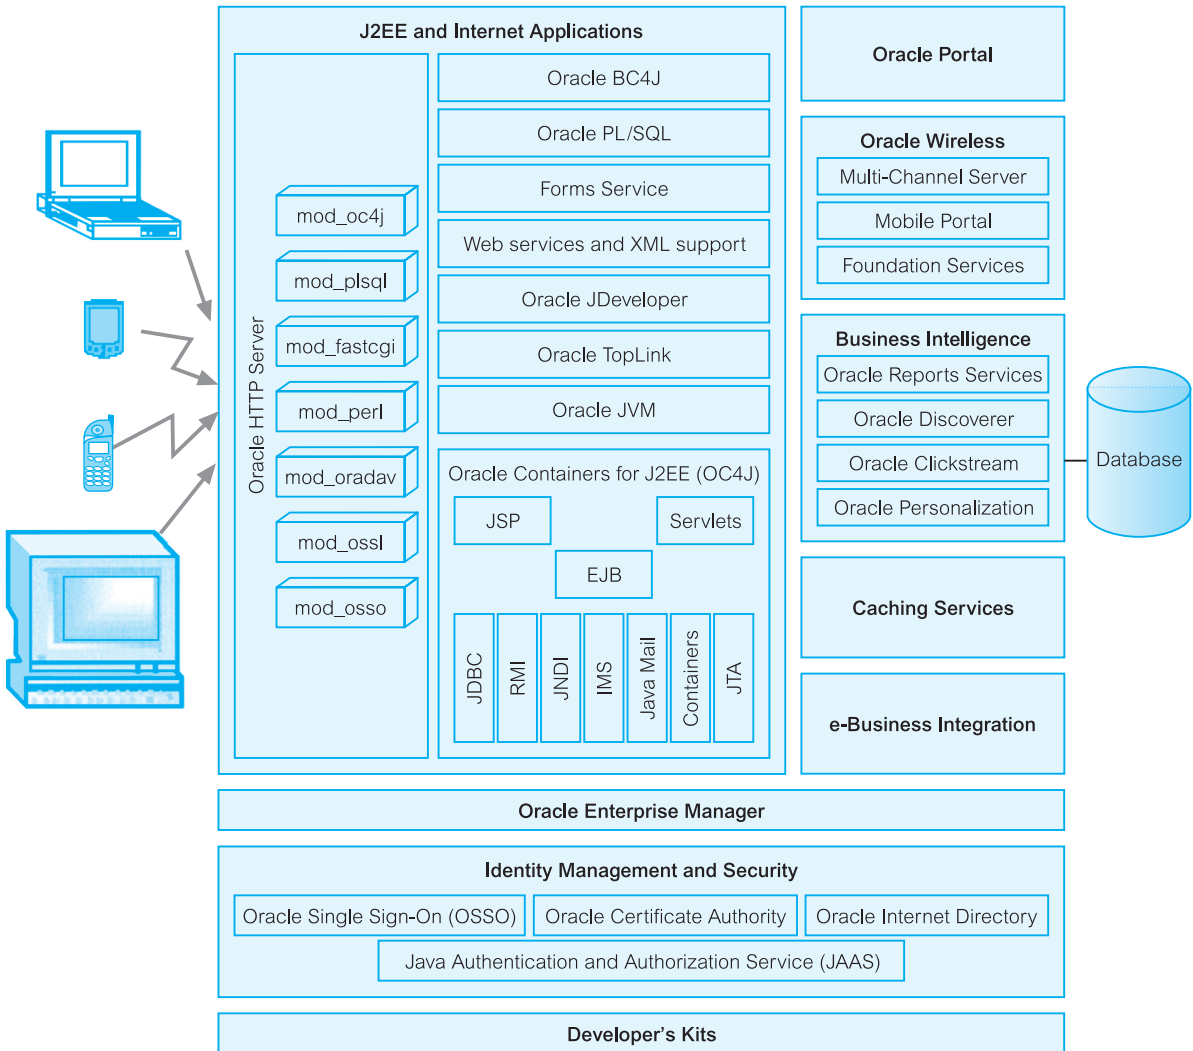 J2EE and Internet Applications
Oracle HTTP Server
mod_oc4j
mod_plsql
mod_fastcgi
mod_perl
mod_oradav
mod_ossl
mod_osso
Oracle BC4J
Oracle PL/SQL
Forms Service
Web services and XML support
Oracle JDeveloper
Oracle TopLink
Oracle JVM
Oracle Containers for J2EE (OC4J)
JSP
Servlets
EJB
JDBC
RMI
JNDI
IMS
Java Mail
Containers
JTA
Oracle Portal
Oracle Wireless
Multi-Channel Server
Mobile Portal
Foundation Services
Business Intelligence
Oracle Reports Services
Oracle Discoverer
Oracle Clickstream
Oracle Personalization
Database
Caching Services
e-Business Integration
Oracle Enterprise Manager
Identity Management and Security
Oracle Single Sign-On (OSSO)
Oracle Certificate Authority
Oracle Internet Directory
Java Authentication and Authorization Service (JAAS)
Developer's Kits